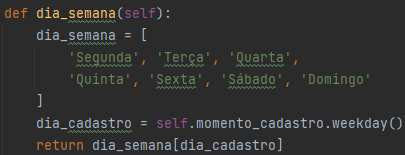 def dia_semana(self):
    dia_semana = [
        'Segunda', 'Terça', 'Quarta',
        'Quinta', 'Sexta', 'Sábado', 'Domingo'
    ]
    dia_cadastro = self.momento_cadastro.weekday()
    return dia_semana[dia_cadastro]